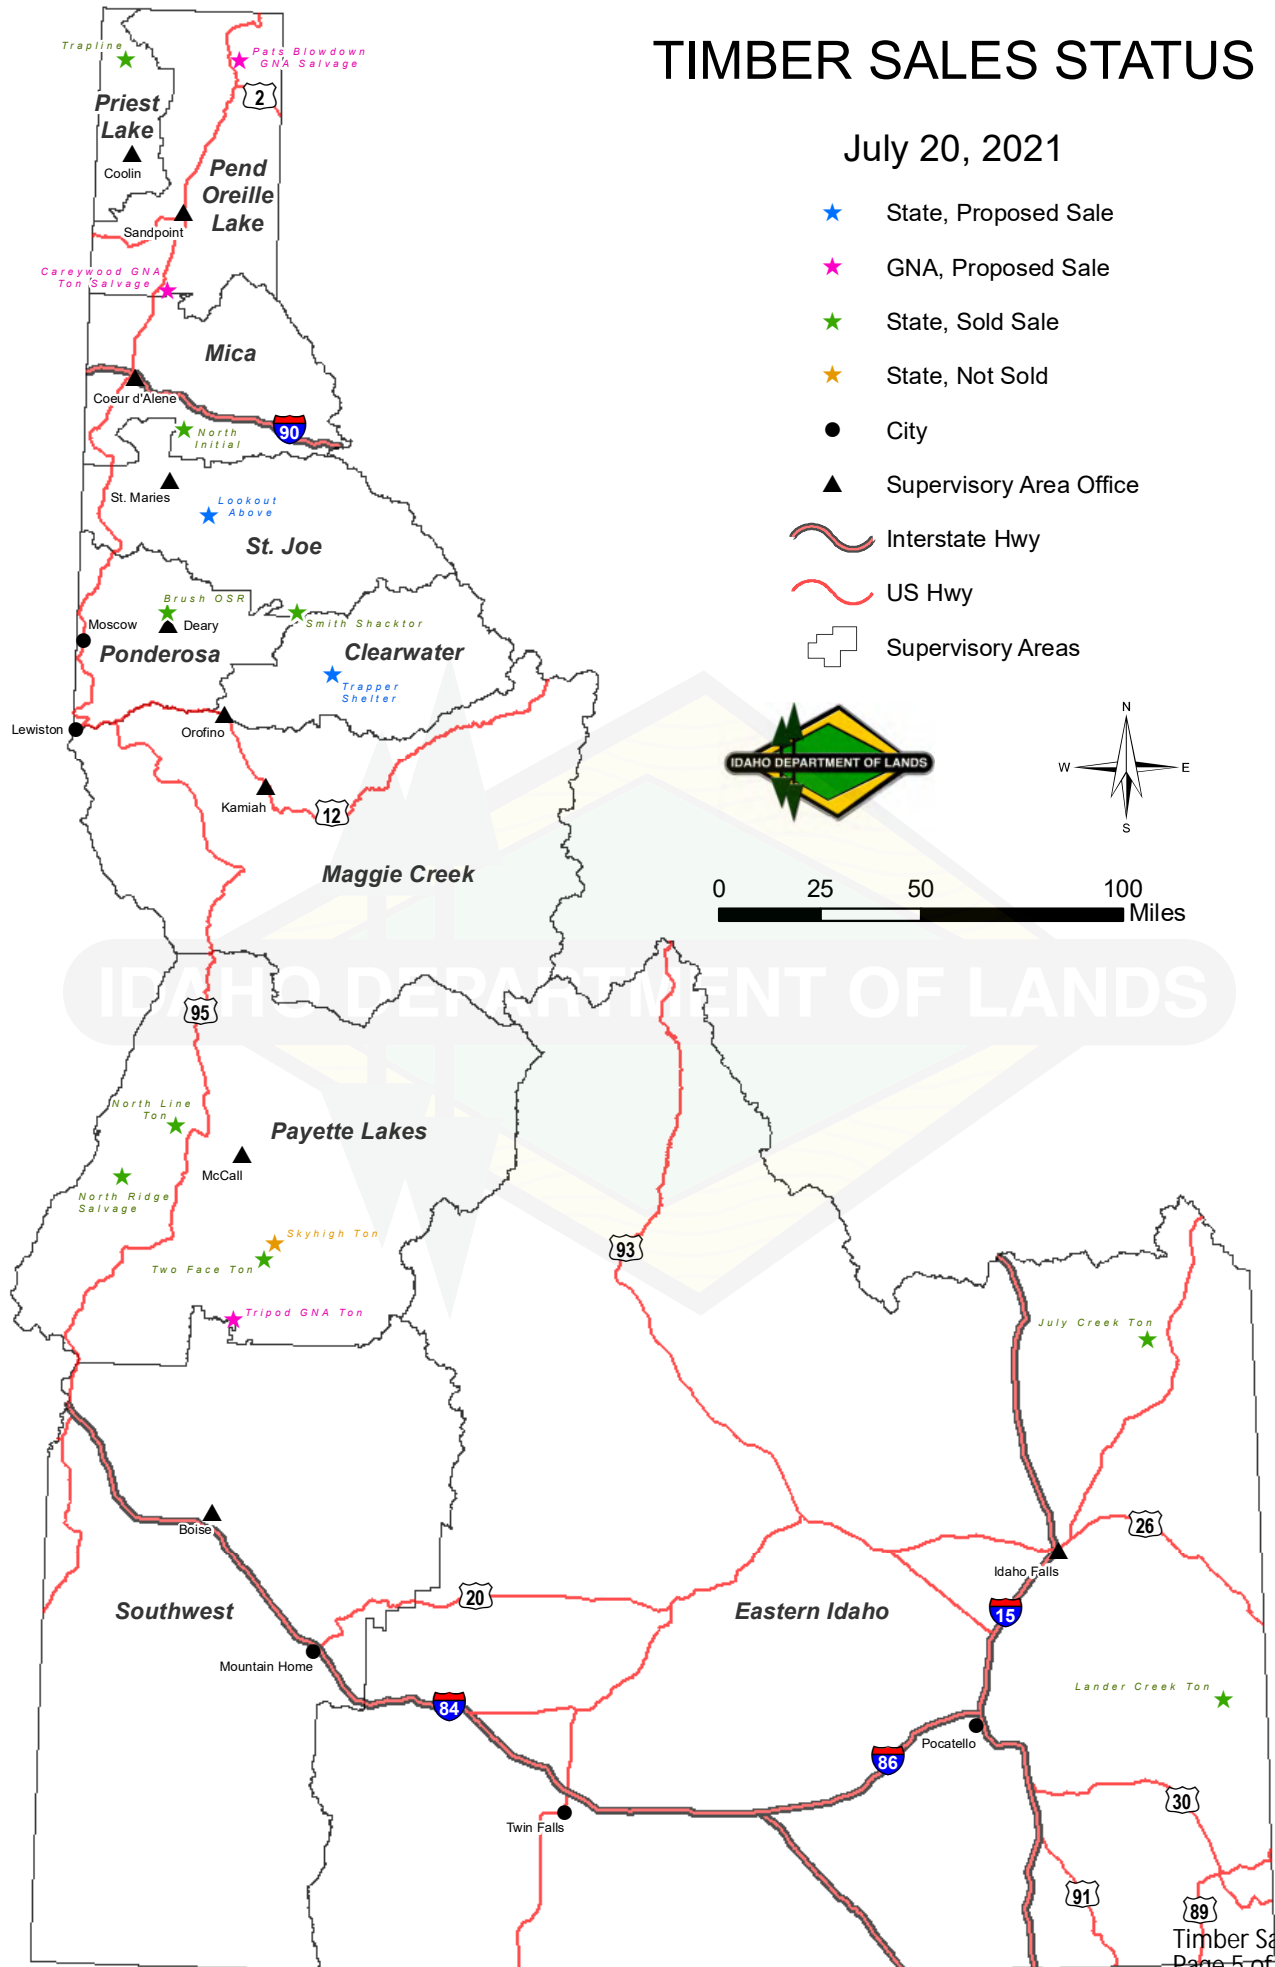 TIMBER SALES STATUS
July 20, 2021
State, Proposed Sale
GNA, Proposed Sale
State, Sold Sale
State, Not Sold
City
Supervisory Area Office
Interstate Hwy
US Hwy
Supervisory Areas
IDAHO DEPARTMENT OF LANDS
N
W
E
S
0
25
50
100
Miles
Trapline
Pats Blowdown
GNA Salvage
2
Priest
Lake
Coolin
Pend
Oreille
Lake
Sandpoint
Careywood GNA
Ton Salvage
Mica
Coeur d'Alene
90
North
Initial
St. Maries
Lookout
Above
St. Joe
Brush OSR
Moscow
Deary
Smith Shacktor
Ponderosa
Clearwater
Trapper
Shelter
Lewiston
Orofino
Kamiah
12
Maggie Creek
IDAHO DEPARTMENT OF LANDS
95
North Line
Ton
Payette Lakes
McCall
North Ridge
Salvage
Skyhigh Ton
Two Face Ton
93
Tripod GNA Ton
July Creek Ton
Boise
26
Idaho Falls
20
Southwest
Eastern Idaho
15
Mountain Home
Lander Creek Ton
84
Pocatello
86
30
Twin Falls
91
89
Timber Sa
Page 5 of